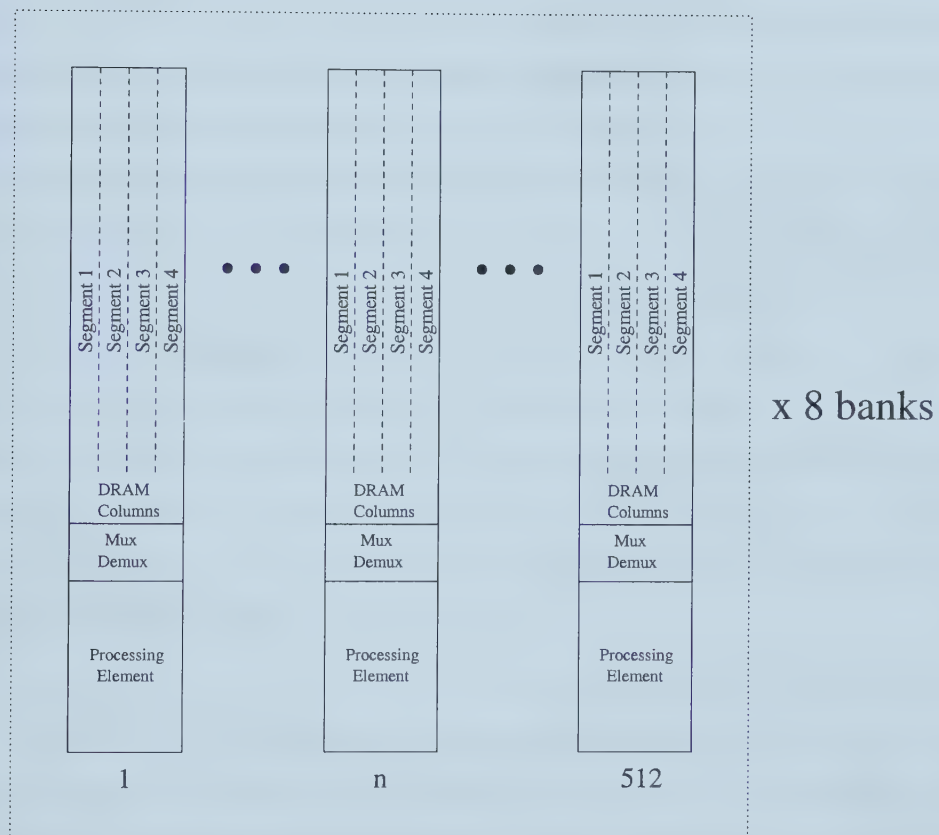 Segment 1
Segment 2
Segment 3
Segment 4
DRAM
Columns
Mux
Demux
Processing
Element
1
Segment 1
Segment 2
Segment 3
Segment 4
DRAM
Columns
Mux
Demux
Processing
Element
n
Segment 1
Segment 2
Segment 3
Segment 4
DRAM
Columns
Mux
Demux
Processing
Element
512
x 8 banks